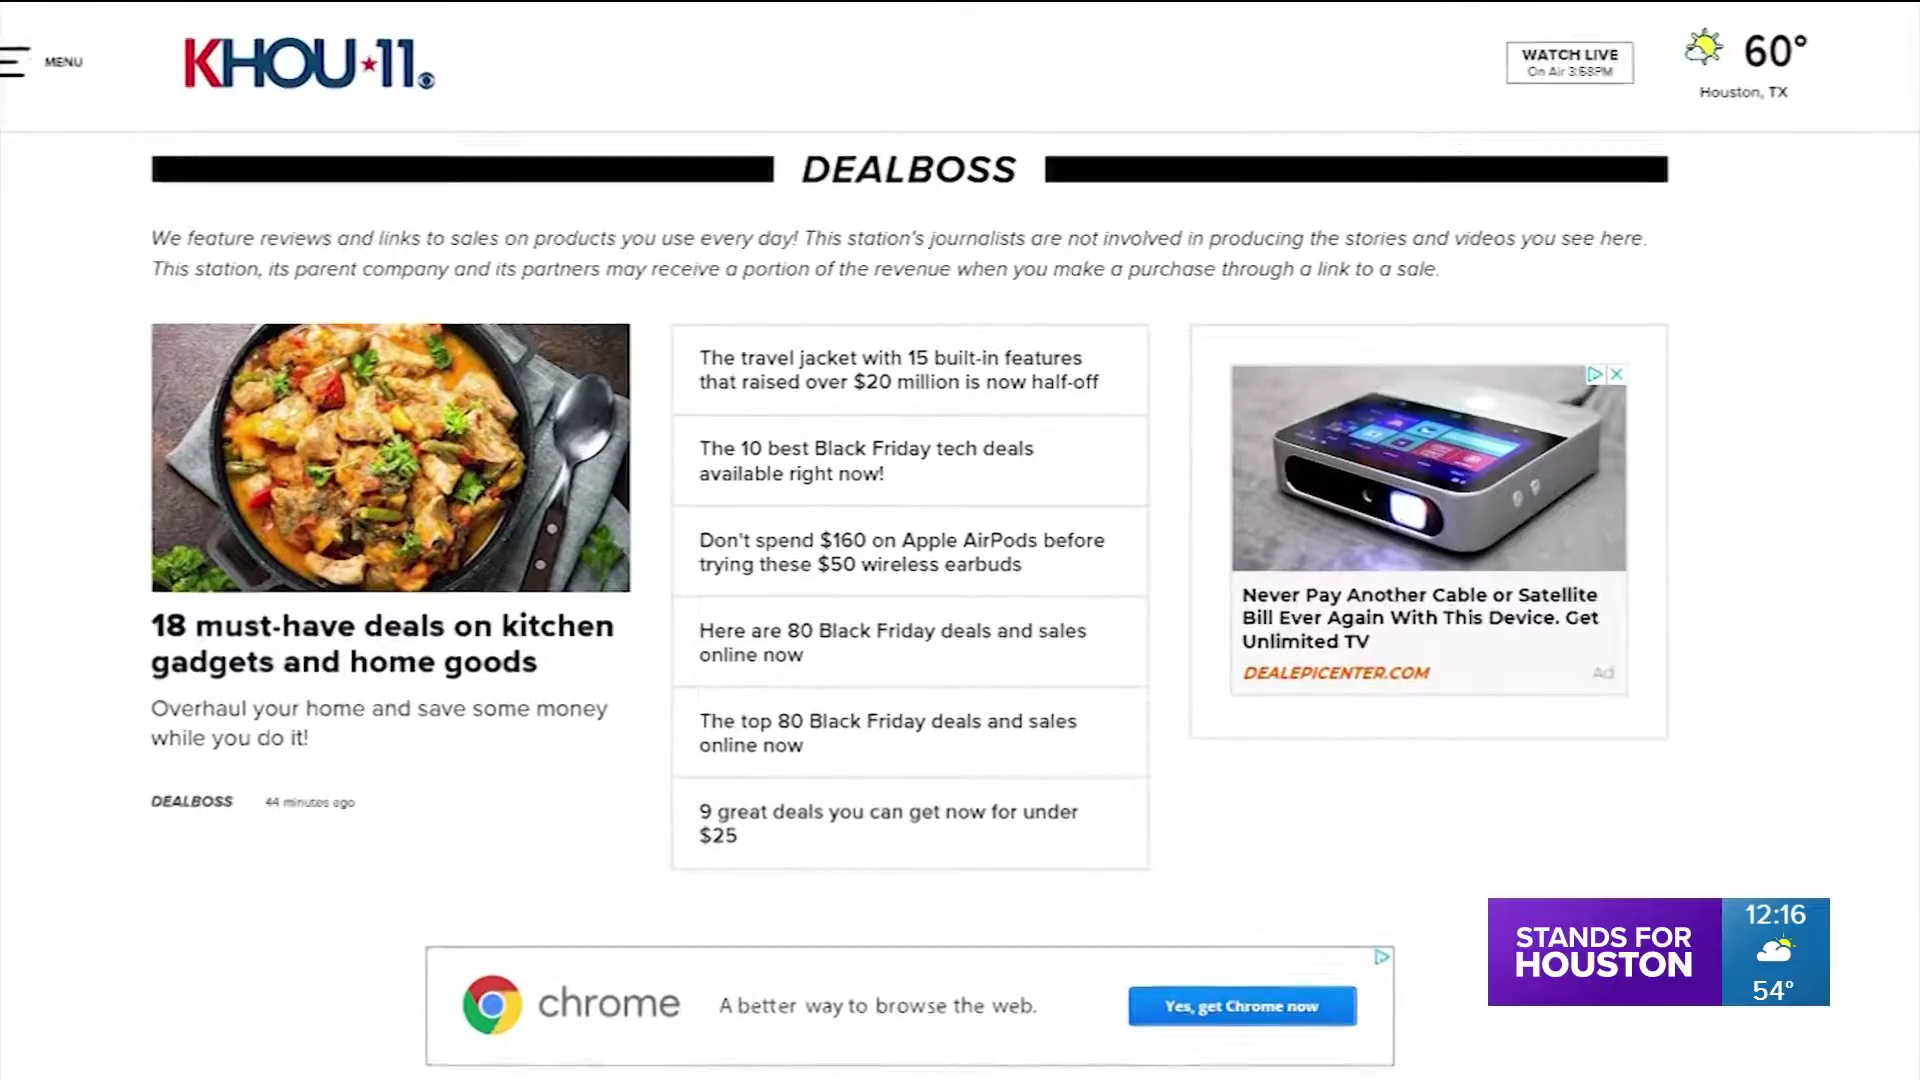 MENU
KHOU★11
WATCH LIVE
On Air 3:58PM
60°
Houston, TX
DEALBOSS
We feature reviews and links to sales on products you use every day! This station's journalists are not involved in producing the stories and videos you see here.
This station, its parent company and its partners may receive a portion of the revenue when you make a purchase through a link to a sale.
18 must-have deals on kitchen
gadgets and home goods
Overhaul your home and save some money
while you do it!
DEALBOSS 44 minutes ago
The travel jacket with 15 built-in features
that raised over $20 million is now half-off
The 10 best Black Friday tech deals
available right now!
Don't spend $160 on Apple AirPods before
trying these $50 wireless earbuds
Here are 80 Black Friday deals and sales
online now
The top 80 Black Friday deals and sales
online now
9 great deals you can get now for under
$25
Never Pay Another Cable or Satellite
Bill Ever Again With This Device. Get
Unlimited TV
DEALEPICENTER.COM Ad
chrome A better way to browse the web. Yes, get Chrome now
STANDS FOR
HOUSTON
12:16
54°